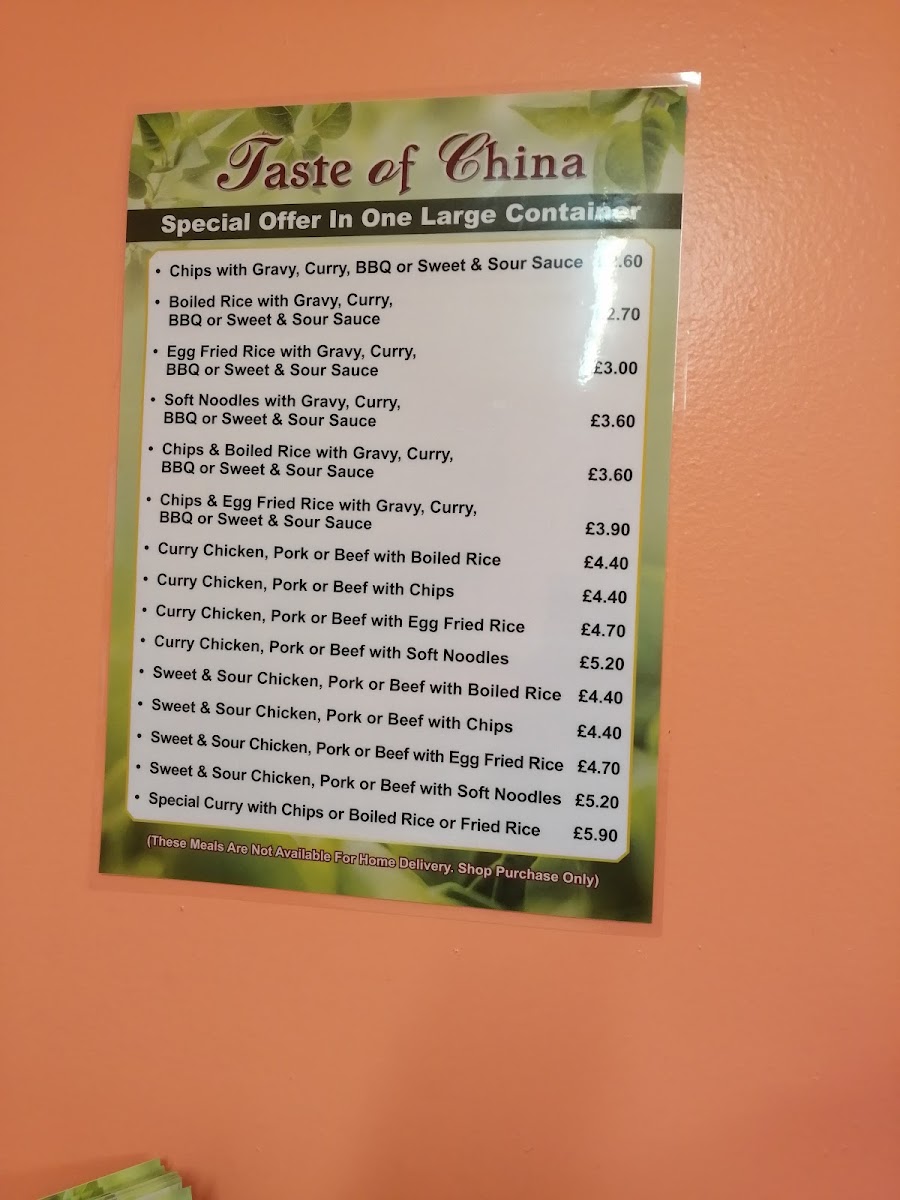 Taste of China
Special Offer In One Large Container
• Chips with Gravy, Curry, BBQ or Sweet & Sour Sauce .60
• Boiled Rice with Gravy, Curry,
BBQ or Sweet & Sour Sauce 2.70
• Egg Fried Rice with Gravy, Curry,
BBQ or Sweet & Sour Sauce £3.00
• Soft Noodles with Gravy, Curry,
BBQ or Sweet & Sour Sauce £3.60
• Chips & Boiled Rice with Gravy, Curry,
BBQ or Sweet & Sour Sauce £3.60
• Chips & Egg Fried Rice with Gravy, Curry,
BBQ or Sweet & Sour Sauce £3.90
• Curry Chicken, Pork or Beef with Boiled Rice £4.40
• Curry Chicken, Pork or Beef with Chips £4.40
• Curry Chicken, Pork or Beef with Egg Fried Rice £4.70
• Curry Chicken, Pork or Beef with Soft Noodles £5.20
• Sweet & Sour Chicken, Pork or Beef with Boiled Rice £4.40
• Sweet & Sour Chicken, Pork or Beef with Chips £4.40
• Sweet & Sour Chicken, Pork or Beef with Egg Fried Rice £4.70
• Sweet & Sour Chicken, Pork or Beef with Soft Noodles £5.20
• Special Curry with Chips or Boiled Rice or Fried Rice £5.90
(These Meals Are Not Available For Home Delivery. Shop Purchase Only)